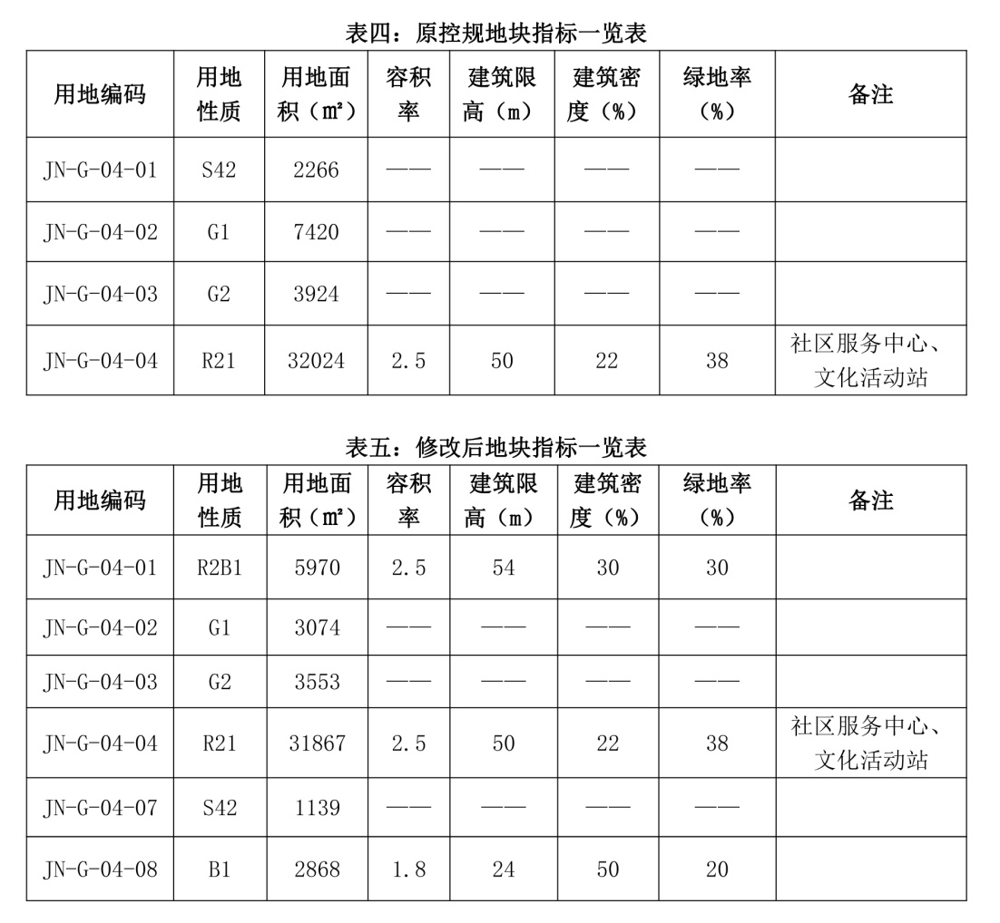 表四：原控规地块指标一览表
用地编码 用地性质 用地面积（㎡） 容积率 建筑限高（m） 建筑密度（%） 绿地率（%） 备注
JN-G-04-01 S42 2266 —— —— —— ——
JN-G-04-02 G1 7420 —— —— —— ——
JN-G-04-03 G2 3924 —— —— —— ——
JN-G-04-04 R21 32024 2.5 50 22 38 社区服务中心、文化活动站
表五：修改后地块指标一览表
用地编码 用地性质 用地面积（㎡） 容积率 建筑限高（m） 建筑密度（%） 绿地率（%） 备注
JN-G-04-01 R2B1 5970 2.5 54 30 30
JN-G-04-02 G1 3074 —— —— —— ——
JN-G-04-03 G2 3553 —— —— —— ——
JN-G-04-04 R21 31867 2.5 50 22 38 社区服务中心、文化活动站
JN-G-04-07 S42 1139 —— —— —— ——
JN-G-04-08 B1 2868 1.8 24 50 20